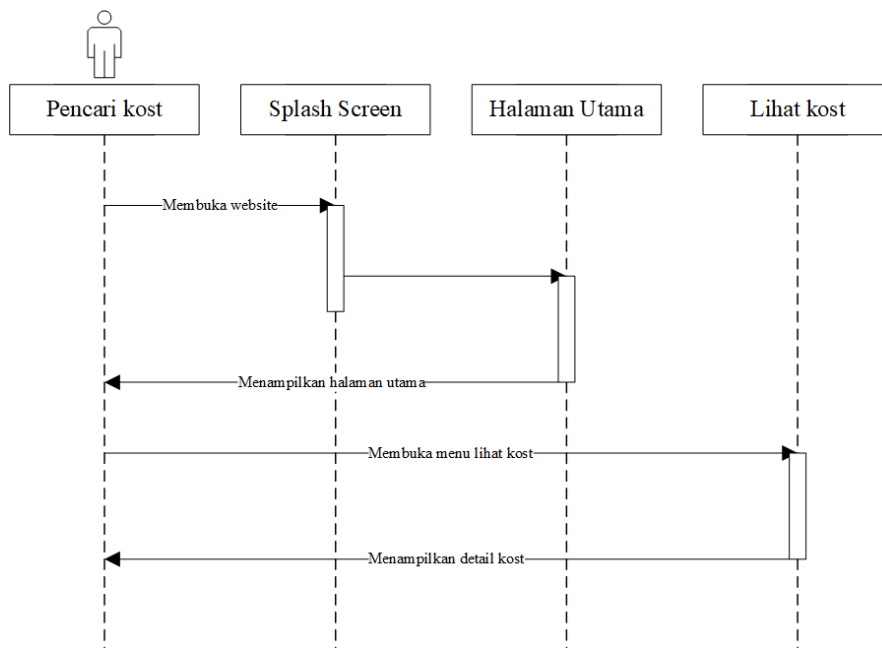 Pencari kost
Splash Screen
Halaman Utama
Lihat kost
Membuka website
Menampilkan halaman utama
Membuka menu lihat kost
Menampilkan detail kost